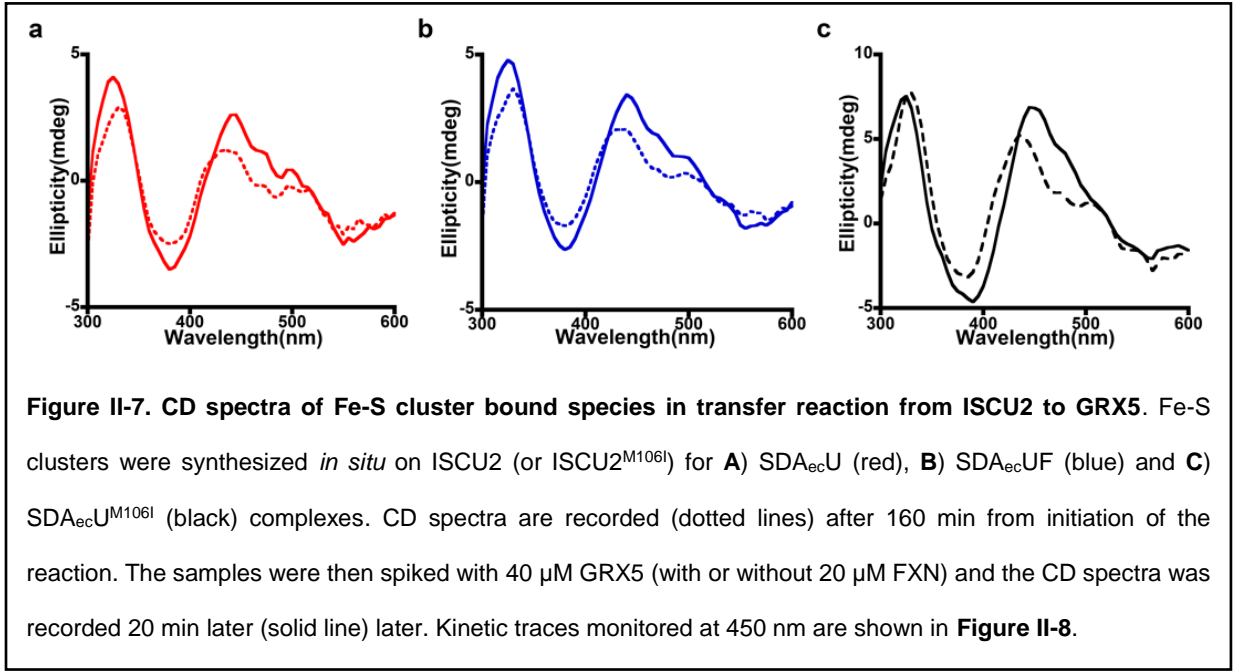 a
b
c
5
0
-5
Ellipticity(mdeg)
300 400 500 600
Wavelength(nm)
5
0
-5
Ellipticity(mdeg)
300 400 500 600
Wavelength(nm)
10
5
0
-5
Ellipticity(mdeg)
300 400 500 600
Wavelength(nm)
Figure II-7. CD spectra of Fe-S cluster bound species in transfer reaction from ISCU2 to GRX5. Fe-S
clusters were synthesized in situ on ISCU2 (or ISCU2M106I) for A) SDAecU (red), B) SDAecUF (blue) and C)
SDAecUM106I (black) complexes. CD spectra are recorded (dotted lines) after 160 min from initiation of the
reaction. The samples were then spiked with 40 µM GRX5 (with or without 20 µM FXN) and the CD spectra was
recorded 20 min later (solid line) later. Kinetic traces monitored at 450 nm are shown in Figure II-8.